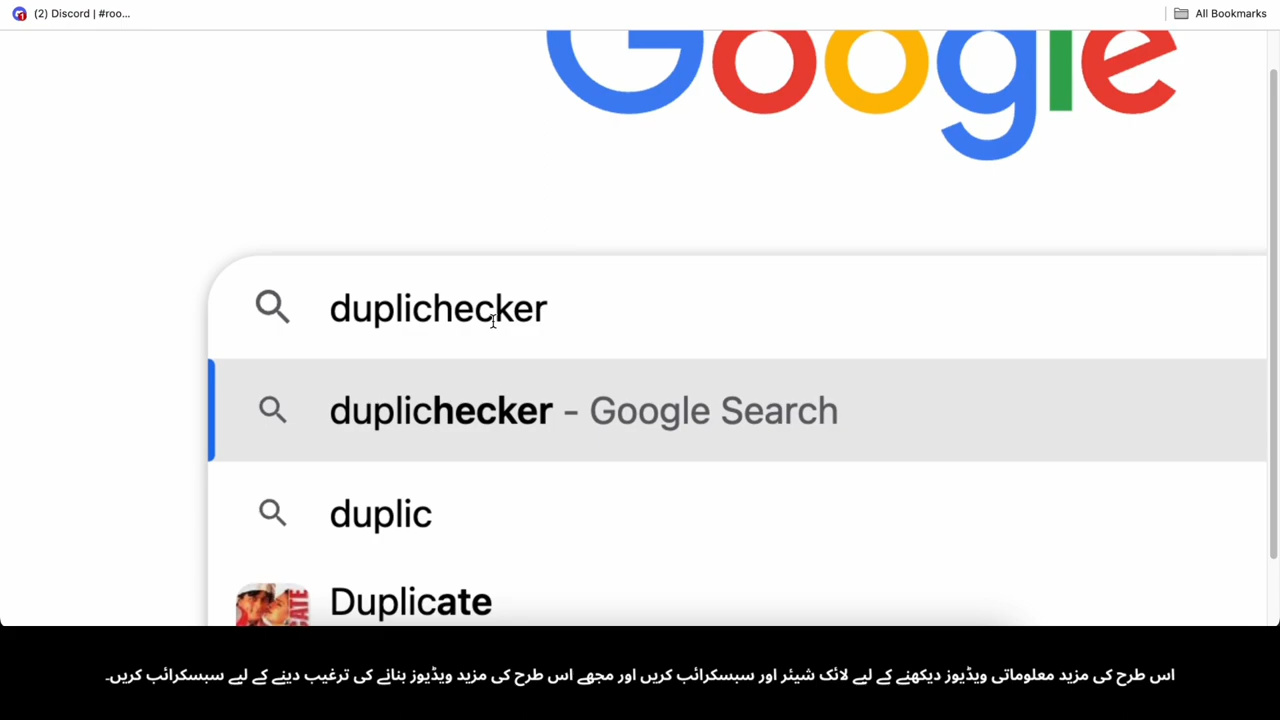 (2) Discord | #roo...
All Bookmarks
Google
duplichecker
duplichecker - Google Search
duplic
Duplicate
اس طرح کی مزید معلوماتی ویڈیوز دیکھنے کے لیے لائک شیئر اور سبسکرائب کریں اور مجھے اس طرح کی مزید ویڈیوز بنانے کی ترغیب دینے کے لیے سبسکرائب کریں۔